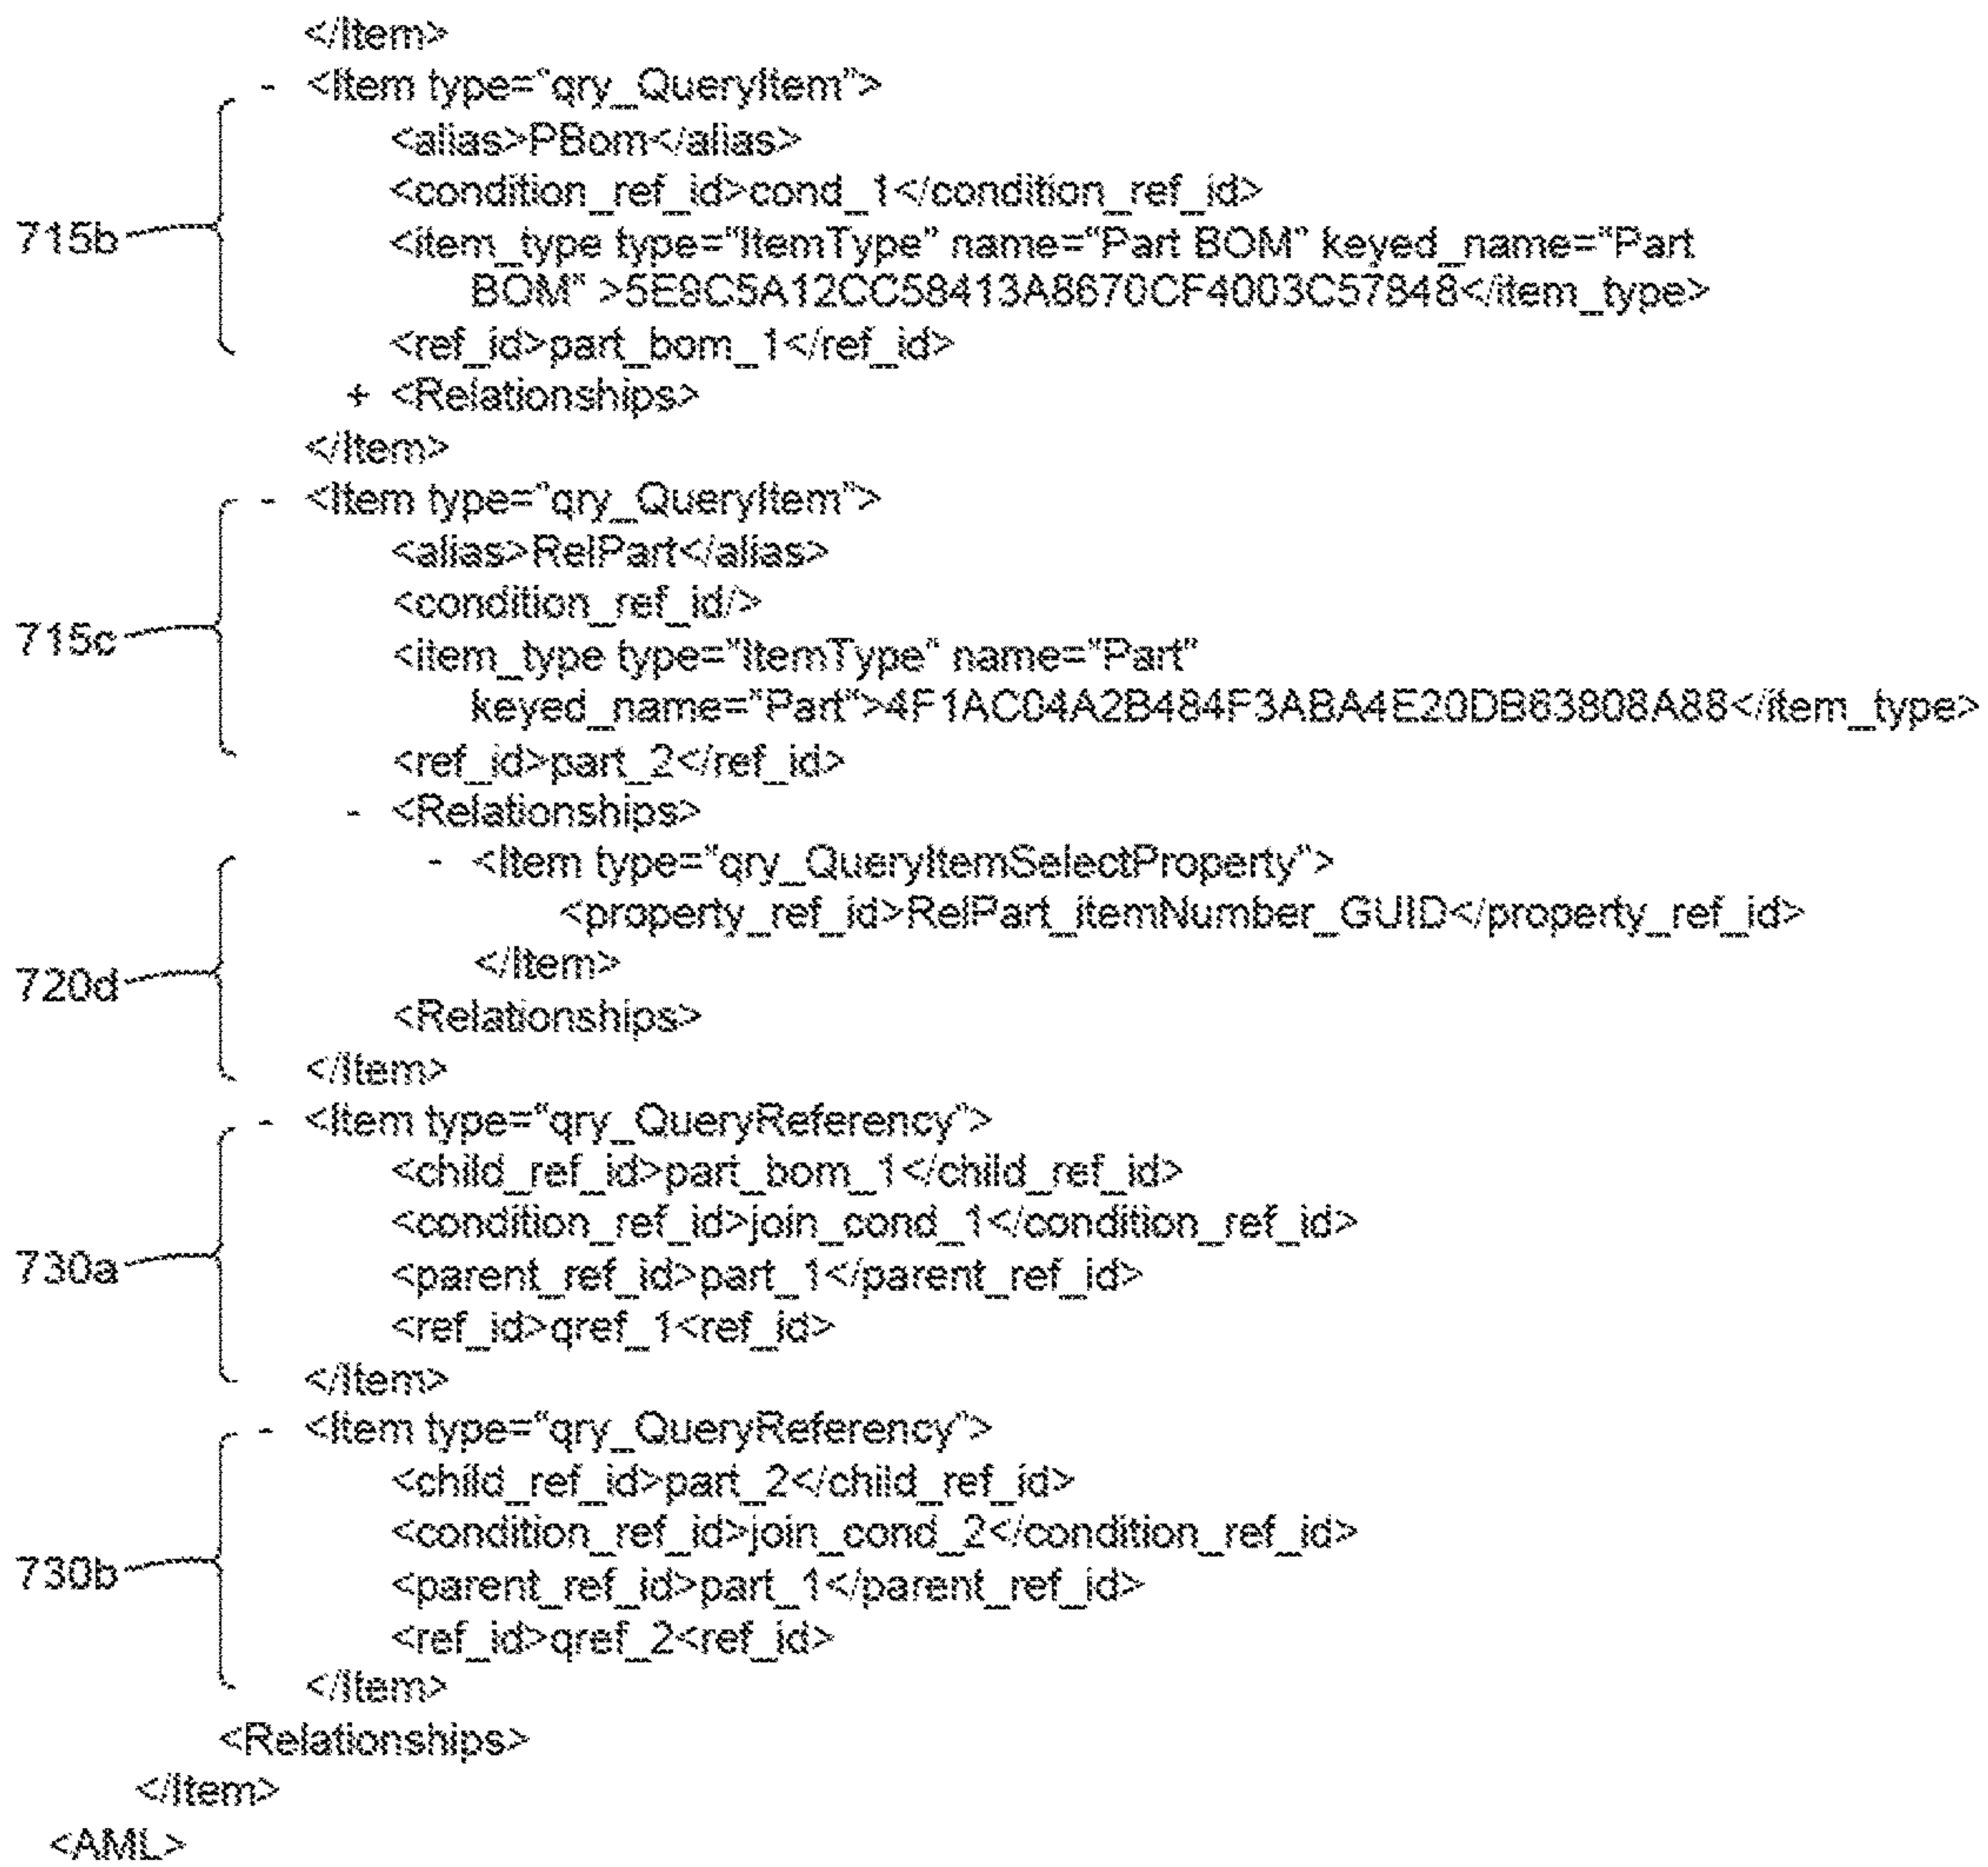 </Item>
- <Item type="qry_QueryItem">
<alias>PBom</alias>
<condition_ref_id>cond_1</condition_ref_id>
715b
<item_type type="ItemType" name="Part BOM" keyed_name="Part
BOM" >5E9C5A12CC58413A8670CF4003C57848</item_type>
<ref_id>part_bom_1</ref_id>
+ <Relationships>
</Item>
- <Item type="qry_QueryItem">
<alias>RelPart</alias>
<condition_ref_id/>
715c
<item_type type="ItemType" name="Part"
keyed_name="Part">4F1AC04A2B484F3ABA4E20DB63808A88</item_type>
<ref_id>part_2</ref_id>
- <Relationships>
- <Item type="qry_QueryItemSelectProperty">
<property_ref_id>RelPart_itemNumber_GUID</property_ref_id>
</Item>
720d
<Relationships>
</Item>
- <Item type="qry_QueryReferency">
<child_ref_id>part_bom_1</child_ref_id>
<condition_ref_id>join_cond_1</condition_ref_id>
730a
<parent_ref_id>part_1</parent_ref_id>
<ref_id>qref_1<ref_id>
</Item>
- <Item type="qry_QueryReferency">
<child_ref_id>part_2</child_ref_id>
<condition_ref_id>join_cond_2</condition_ref_id>
730b
<parent_ref_id>part_1</parent_ref_id>
<ref_id>qref_2<ref_id>
</Item>
<Relationships>
</Item>
<AML>